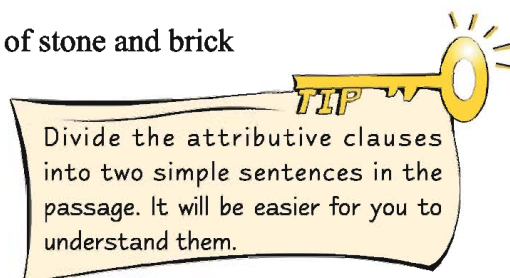 of stone and brick
TIP
Divide the attributive clauses
into two simple sentences in the
passage. It will be easier for you to
understand them.